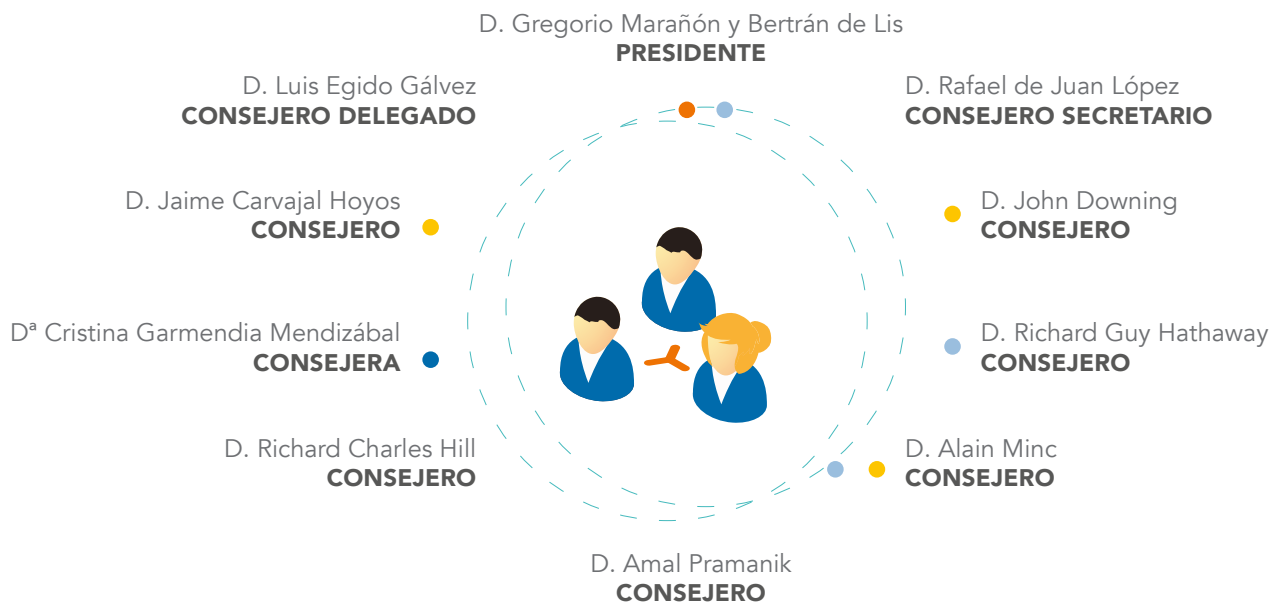 D. Gregorio Marañón y Bertrán de Lis
PRESIDENTE
D. Luis Egido Gálvez
CONSEJERO DELEGADO
D. Rafael de Juan López
CONSEJERO SECRETARIO
D. Jaime Carvajal Hoyos
CONSEJERO
D. John Downing
CONSEJERO
Dª Cristina Garmendia Mendizábal
CONSEJERA
D. Richard Guy Hathaway
CONSEJERO
D. Richard Charles Hill
CONSEJERO
D. Alain Minc
CONSEJERO
D. Amal Pramanik
CONSEJERO